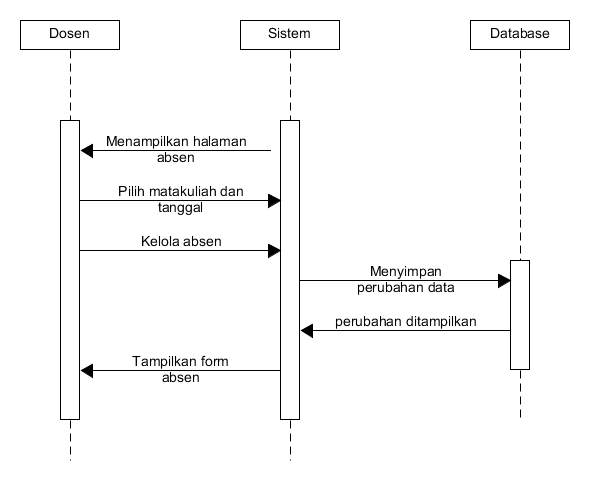 Dosen
Sistem
Database
Menampilkan halaman
absen
Pilih matakuliah dan
tanggal
Kelola absen
Menyimpan
perubahan data
perubahan ditampilkan
Tampilkan form
absen